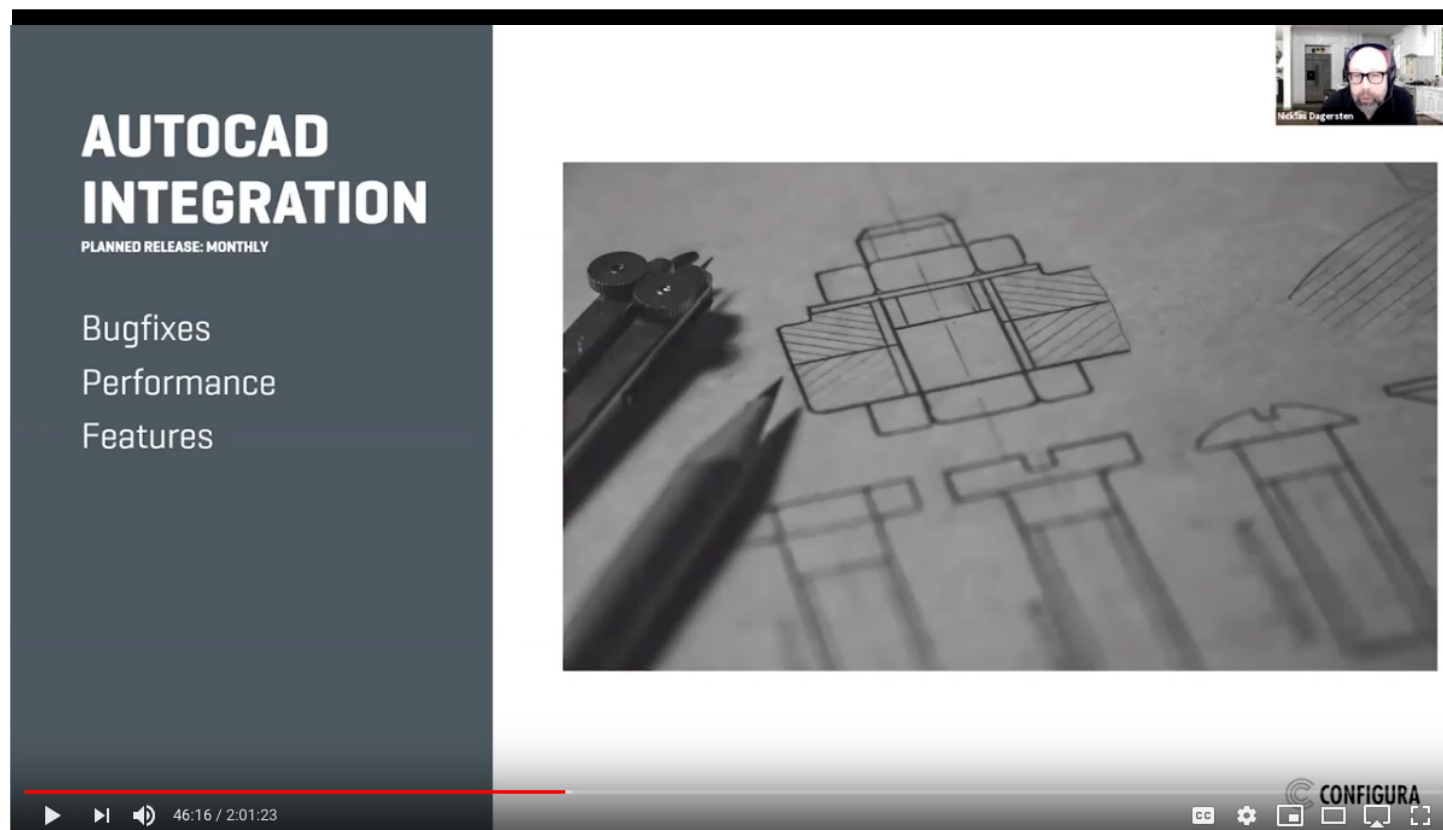 AUTOCAD
INTEGRATION
PLANNED RELEASE: MONTHLY
Bugfixes
Performance
Features
Nicklas Dagersten
CONFIGURA
46:16 / 2:01:23
CC